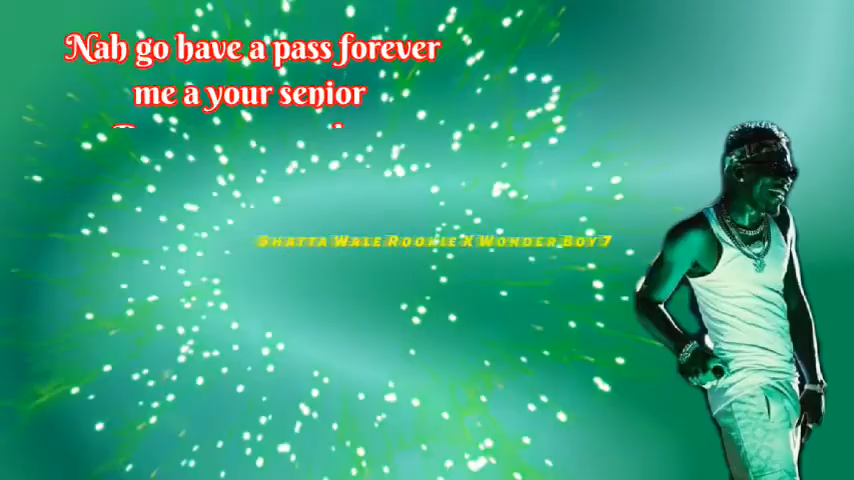 Nah go have a pass forever
me a your senior
Shatta Wale Rookie X Wonder Boy 7